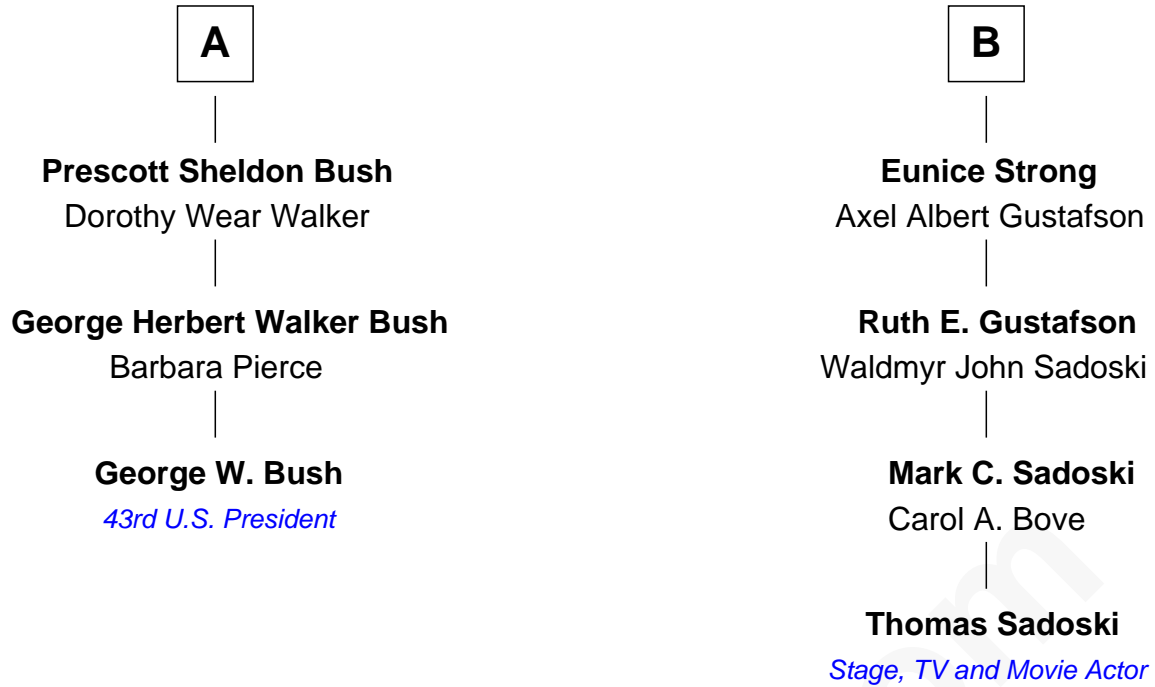 A
Prescott Sheldon Bush
Dorothy Wear Walker
George Herbert Walker Bush
Barbara Pierce
George W. Bush
43rd U.S. President
B
Eunice Strong
Axel Albert Gustafson
Ruth E. Gustafson
Waldmyr John Sadoski
Mark C. Sadoski
Carol A. Bove
Thomas Sadoski
Stage, TV and Movie Actor